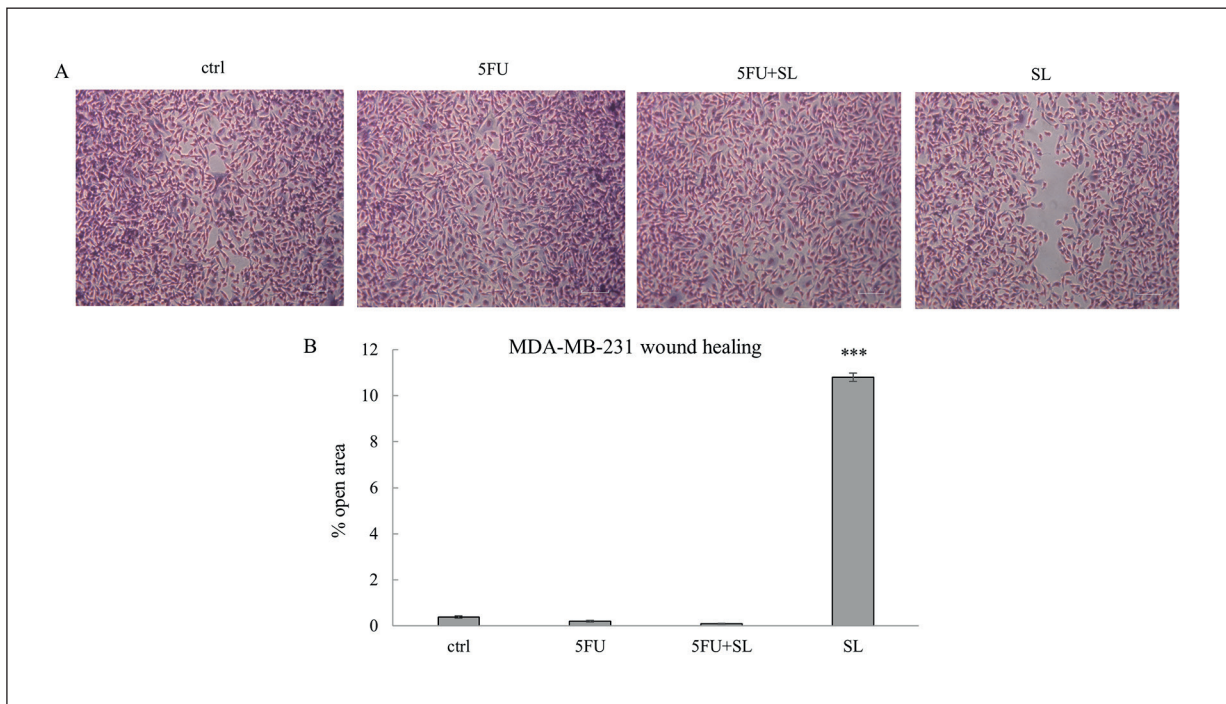 A
ctrl
5FU
5FU+SL
SL
B
MDA-MB-231 wound healing
***
12
10
8
6
4
2
0
% open area
ctrl
5FU
5FU+SL
SL